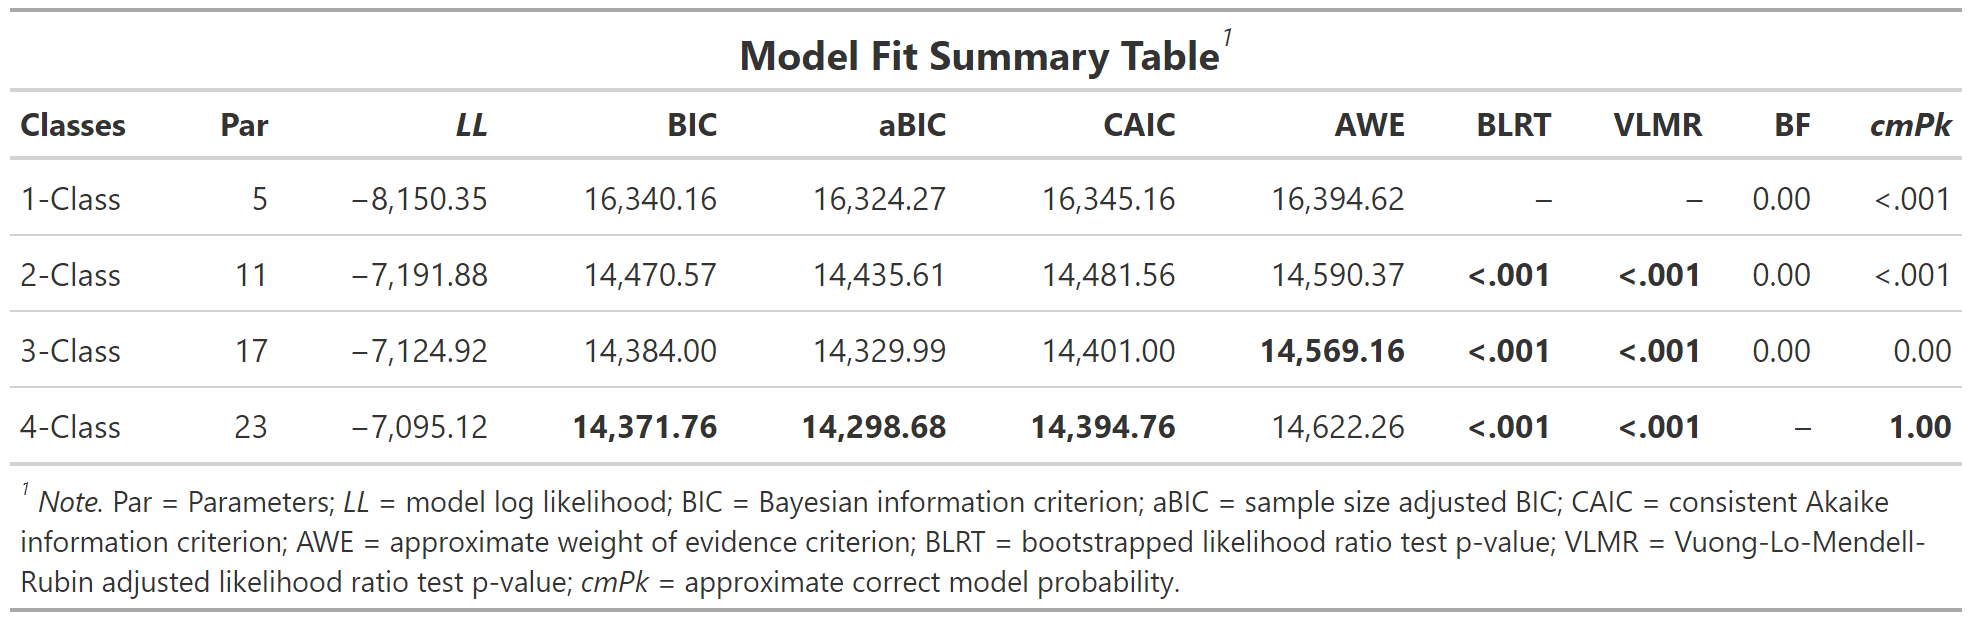 Model Fit Summary Table1
Classes Par LL BIC aBIC CAIC AWE BLRT VLMR BF cmPk
1-Class 5 −8,150.35 16,340.16 16,324.27 16,345.16 16,394.62 – – 0.00 <.001
2-Class 11 −7,191.88 14,470.57 14,435.61 14,481.56 14,590.37 <.001 <.001 0.00 <.001
3-Class 17 −7,124.92 14,384.00 14,329.99 14,401.00 14,569.16 <.001 <.001 0.00 0.00
4-Class 23 −7,095.12 14,371.76 14,298.68 14,394.76 14,622.26 <.001 <.001 – 1.00
1 Note. Par = Parameters; LL = model log likelihood; BIC = Bayesian information criterion; aBIC = sample size adjusted BIC; CAIC = consistent Akaike
information criterion; AWE = approximate weight of evidence criterion; BLRT = bootstrapped likelihood ratio test p-value; VLMR = Vuong-Lo-Mendell-
Rubin adjusted likelihood ratio test p-value; cmPk = approximate correct model probability.